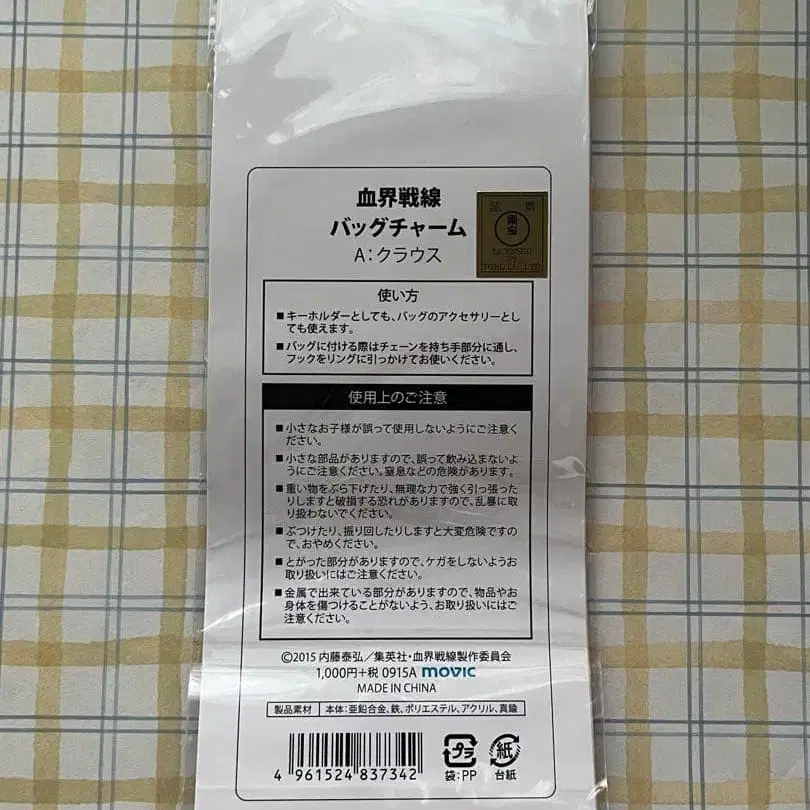 血界戦線
バッグチャーム
A：クラウス
証 票
東宝
LICENSED
BY
TOHO CO.,LTD
使い方
■キーホルダーとしても、バッグのアクセサリーとし
ても使えます。
■バッグに付ける際はチェーンを持ち手部分に通し、
フックをリングに引っかけてお使いください。
使用上のご注意
■小さなお子様が誤って使用しないようにご注意く
ださい。
■小さな部品がありますので、誤って飲み込まないよ
うにご注意ください。窒息などの危険があります。
■重い物をぶら下げたり、無理な力で強く引っ張った
りしますと破損する恐れがありますので、乱暴に取
り扱わないでください。
■ぶつけたり、振り回したりしますと大変危険ですの
で、おやめください。
■とがった部分がありますので、ケガをしないようお
取り扱いにはご注意ください。
■金属で出来ている部分がありますので、物品やお
身体を傷つけることがないよう、お取り扱いにはご
注意ください。
©2015 内藤泰弘／集英社・血界戦線製作委員会
1,000円+税 0915A movic
MADE IN CHINA
製品素材 本体：亜鉛合金、鉄、ポリエステル、アクリル、真鍮
4 961524 837342
プラ
袋：PP
紙
台紙